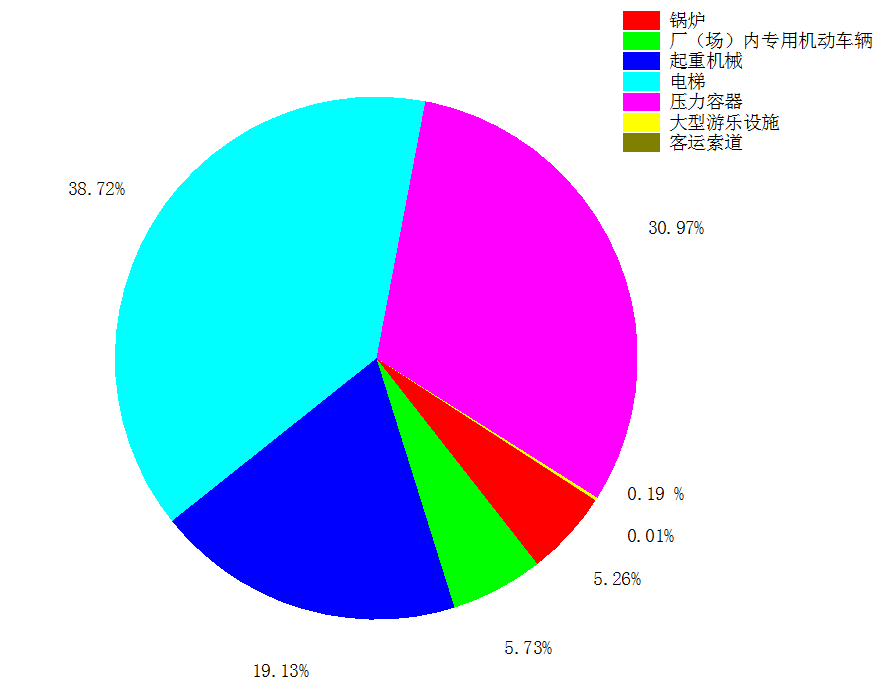 锅炉
厂（场）内专用机动车辆
起重机械
电梯
压力容器
大型游乐设施
客运索道
38.72%
30.97%
0.19 %
0.01%
5.26%
5.73%
19.13%